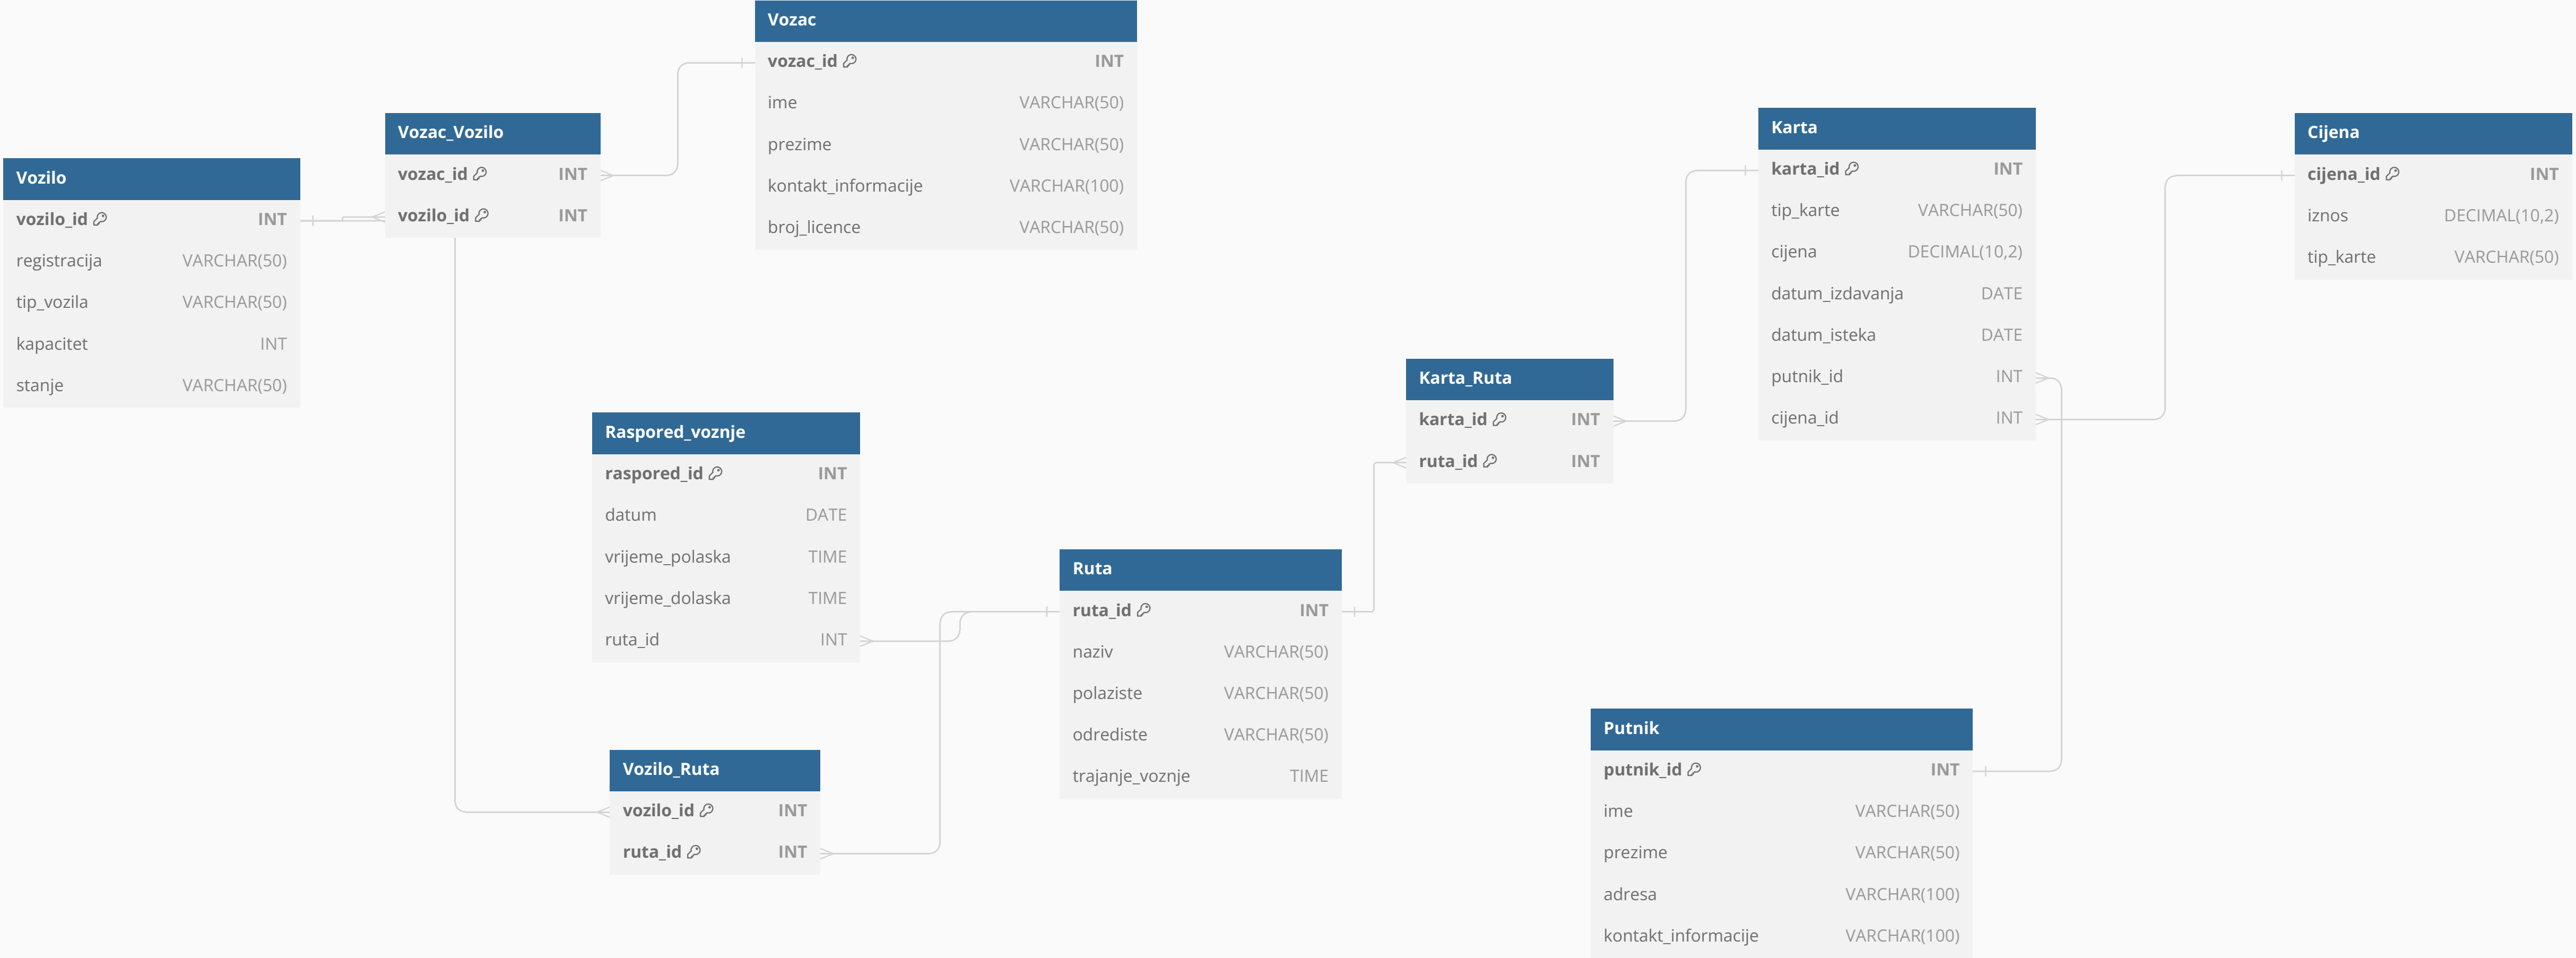 Vozac
vozac_id INT
ime VARCHAR(50)
prezime VARCHAR(50)
kontakt_informacije VARCHAR(100)
broj_licence VARCHAR(50)
Vozac_Vozilo
vozac_id INT
vozilo_id INT
Vozilo
vozilo_id INT
registracija VARCHAR(50)
tip_vozila VARCHAR(50)
kapacitet INT
stanje VARCHAR(50)
Karta
karta_id INT
tip_karte VARCHAR(50)
cijena DECIMAL(10,2)
datum_izdavanja DATE
datum_isteka DATE
putnik_id INT
cijena_id INT
Cijena
cijena_id INT
iznos DECIMAL(10,2)
tip_karte VARCHAR(50)
Karta_Ruta
karta_id INT
ruta_id INT
Raspored_voznje
raspored_id INT
datum DATE
vrijeme_polaska TIME
vrijeme_dolaska TIME
ruta_id INT
Ruta
ruta_id INT
naziv VARCHAR(50)
polaziste VARCHAR(50)
odrediste VARCHAR(50)
trajanje_voznje TIME
Vozilo_Ruta
vozilo_id INT
ruta_id INT
Putnik
putnik_id INT
ime VARCHAR(50)
prezime VARCHAR(50)
adresa VARCHAR(100)
kontakt_informacije VARCHAR(100)